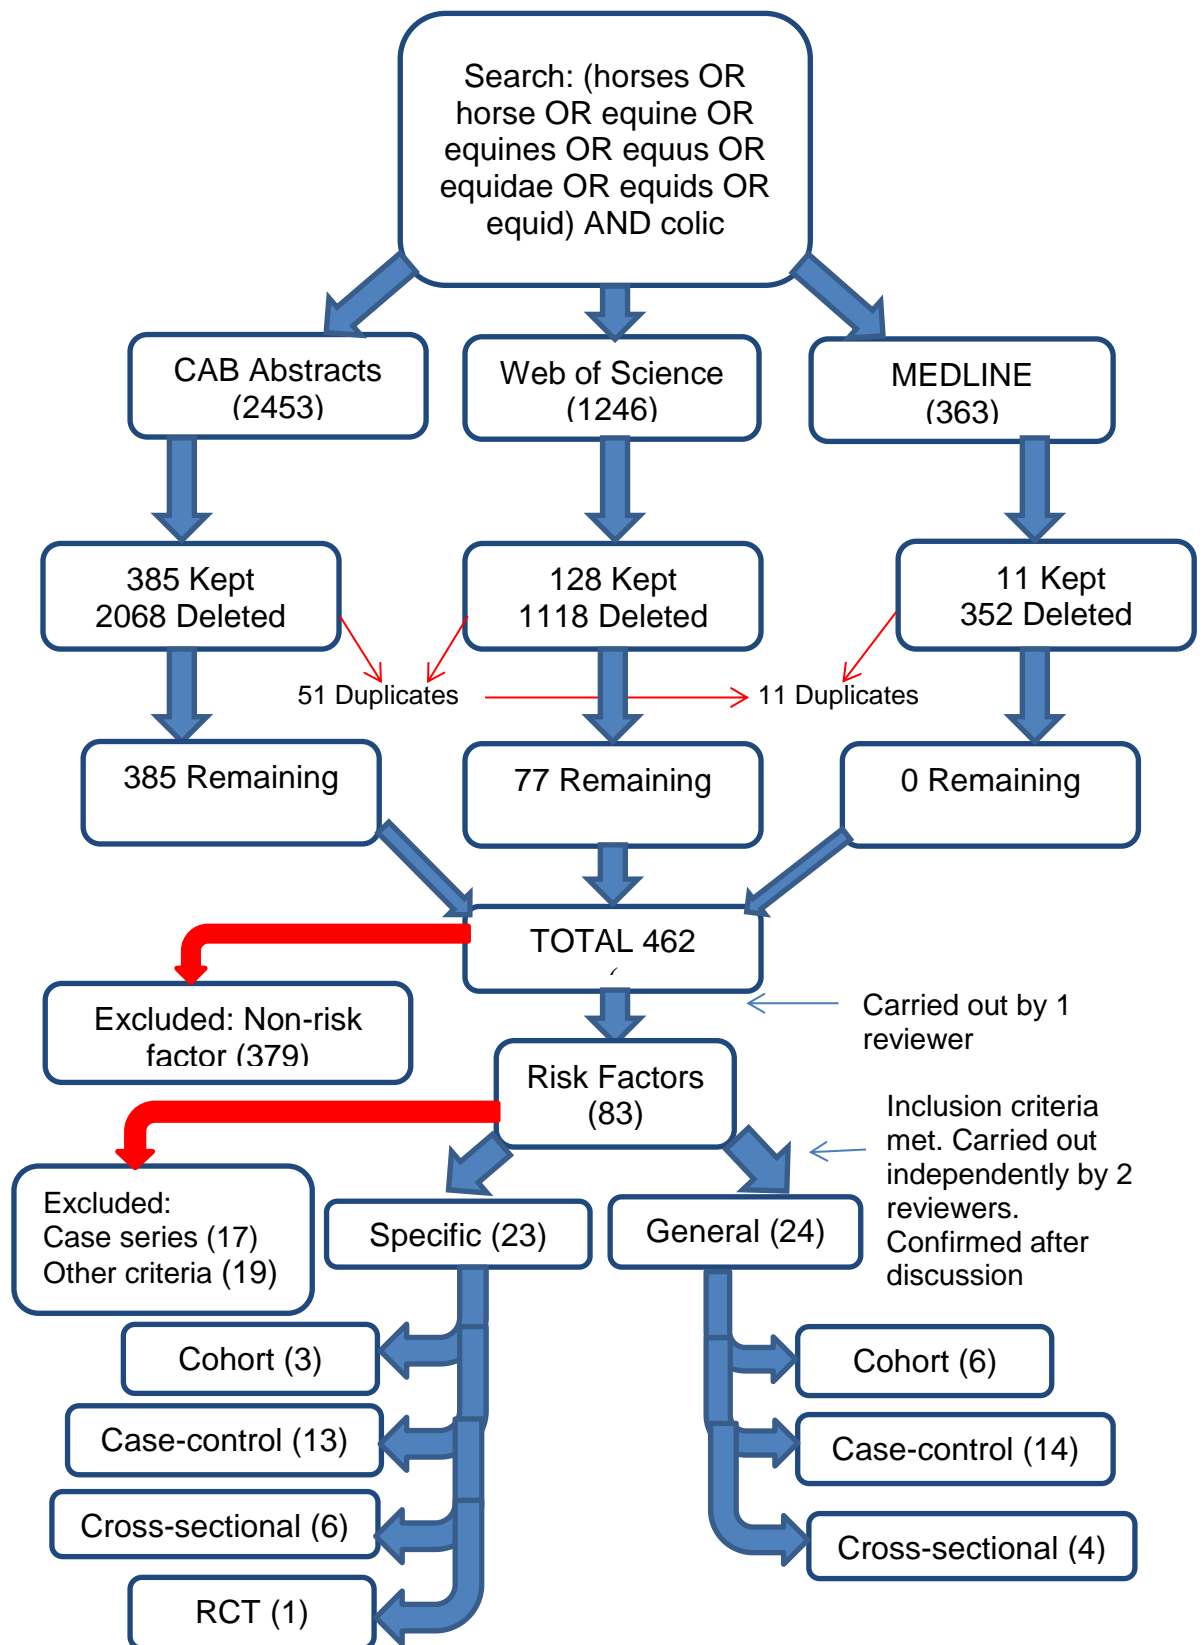 Search: (horses OR
horse OR equine OR
equines OR equus OR
equidae OR equids OR
equid) AND colic
CAB Abstracts
(2453)
Web of Science
(1246)
MEDLINE
(363)
385 Kept
2068 Deleted
128 Kept
1118 Deleted
11 Kept
352 Deleted
51 Duplicates
11 Duplicates
385 Remaining
77 Remaining
0 Remaining
TOTAL 462
Excluded: Non-risk
factor (379)
Carried out by 1
reviewer
Risk Factors
(83)
Inclusion criteria
met. Carried out
independently by 2
reviewers.
Confirmed after
discussion
Excluded:
Case series (17)
Other criteria (19)
Specific (23)
General (24)
Cohort (3)
Cohort (6)
Case-control (13)
Case-control (14)
Cross-sectional (6)
Cross-sectional (4)
RCT (1)